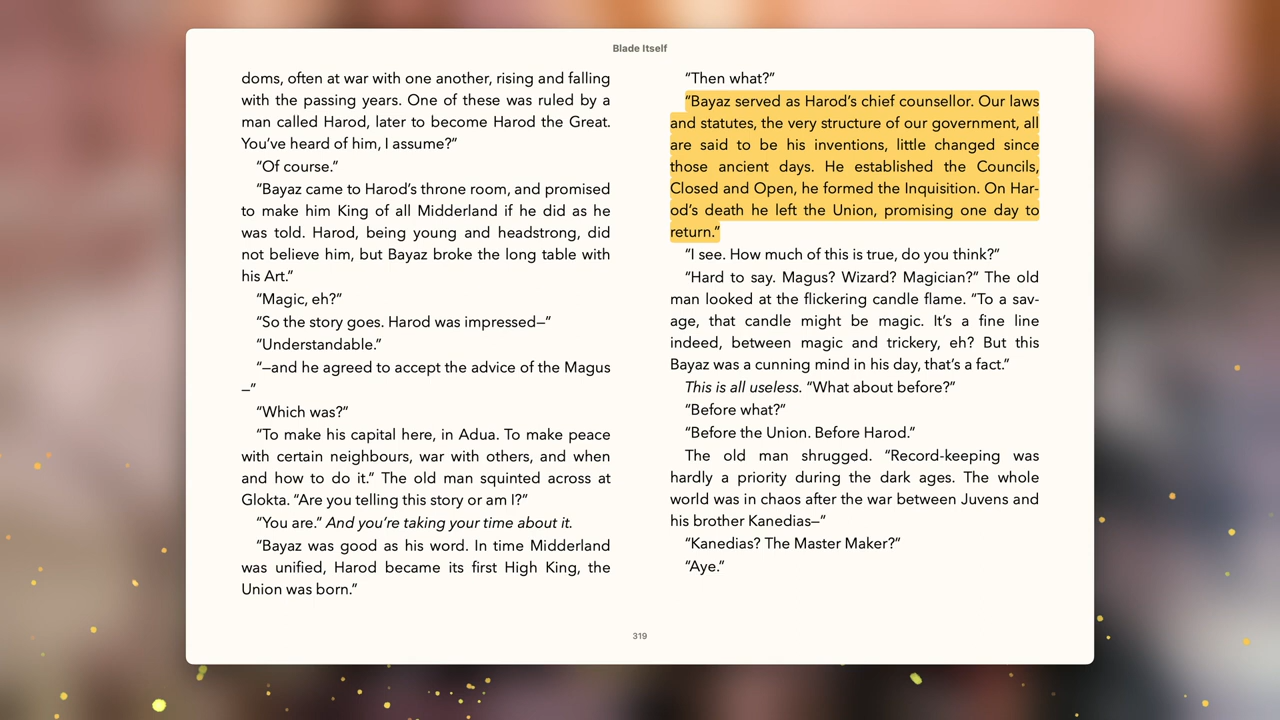 Blade Itself
doms, often at war with one another, rising and falling
with the passing years. One of these was ruled by a
man called Harod, later to become Harod the Great.
You’ve heard of him, I assume?”
“Of course.”
“Bayaz came to Harod’s throne room, and promised
to make him King of all Midderland if he did as he
was told. Harod, being young and headstrong, did
not believe him, but Bayaz broke the long table with
his Art.”
“Magic, eh?”
“So the story goes. Harod was impressed—”
“Understandable.”
“—and he agreed to accept the advice of the Magus
—”
“Which was?”
“To make his capital here, in Adua. To make peace
with certain neighbours, war with others, and when
and how to do it.” The old man squinted across at
Glokta. “Are you telling this story or am I?”
“You are.” And you’re taking your time about it.
“Bayaz was good as his word. In time Midderland
was unified, Harod became its first High King, the
Union was born.”
“Then what?”
“Bayaz served as Harod’s chief counsellor. Our laws
and statutes, the very structure of our government, all
are said to be his inventions, little changed since
those ancient days. He established the Councils,
Closed and Open, he formed the Inquisition. On Har-
od’s death he left the Union, promising one day to
return.”
“I see. How much of this is true, do you think?”
“Hard to say. Magus? Wizard? Magician?” The old
man looked at the flickering candle flame. “To a sav-
age, that candle might be magic. It’s a fine line
indeed, between magic and trickery, eh? But this
Bayaz was a cunning mind in his day, that’s a fact.”
This is all useless. “What about before?”
“Before what?”
“Before the Union. Before Harod.”
The old man shrugged. “Record-keeping was
hardly a priority during the dark ages. The whole
world was in chaos after the war between Juvens and
his brother Kanedias—”
“Kanedias? The Master Maker?”
“Aye.”
319